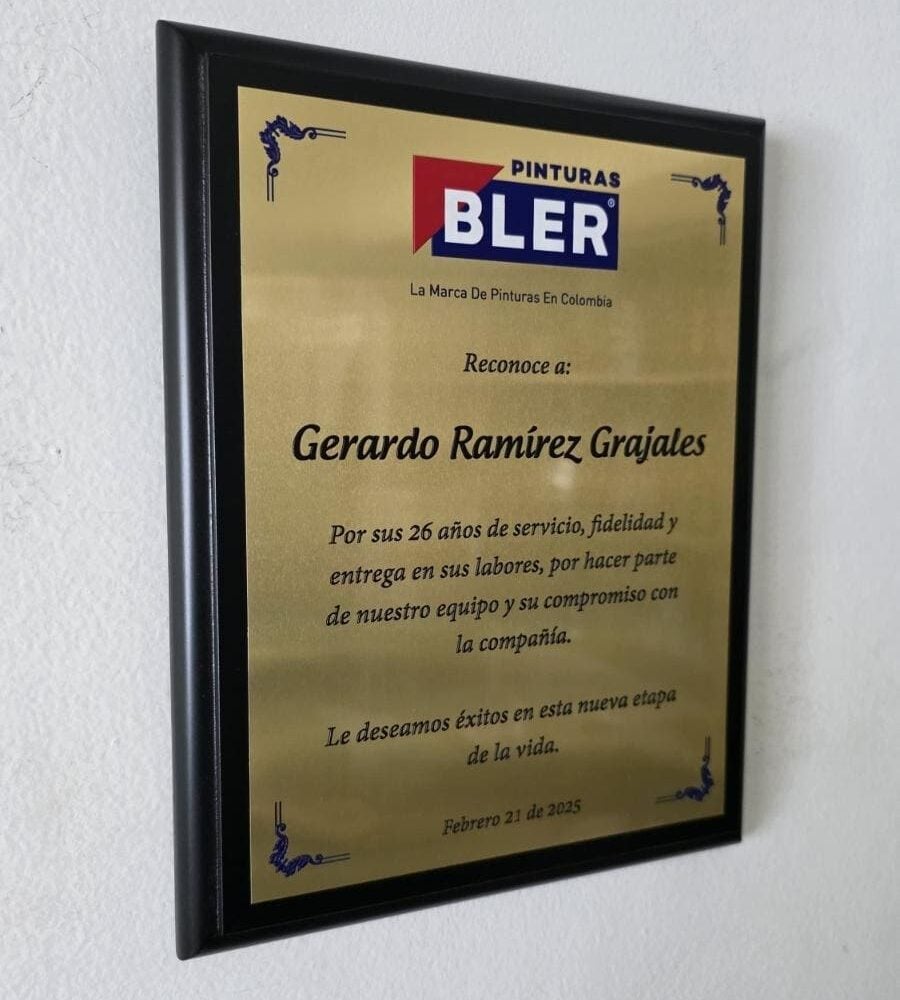 PINTURAS
BLER®
La Marca De Pinturas En Colombia
Reconoce a:
Gerardo Ramírez Grajales
Por sus 26 años de servicio, fidelidad y
entrega en sus labores, por hacer parte
de nuestro equipo y su compromiso con
la compañía.
Le deseamos éxitos en esta nueva etapa
de la vida.
Febrero 21 de 2025